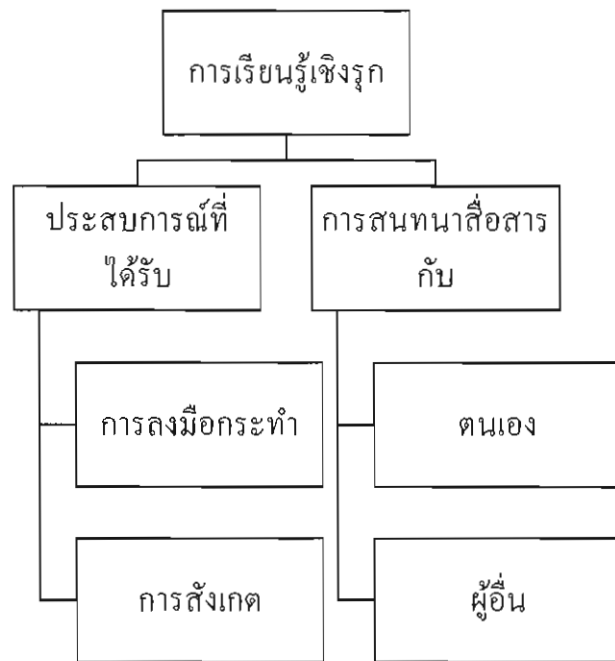 การเรียนรู้เชิงรุก
ประสบการณ์ที่
ได้รับ
การสนทนาสื่อสาร
กับ
การลงมือกระทำ
ตนเอง
การสังเกต
ผู้อื่น